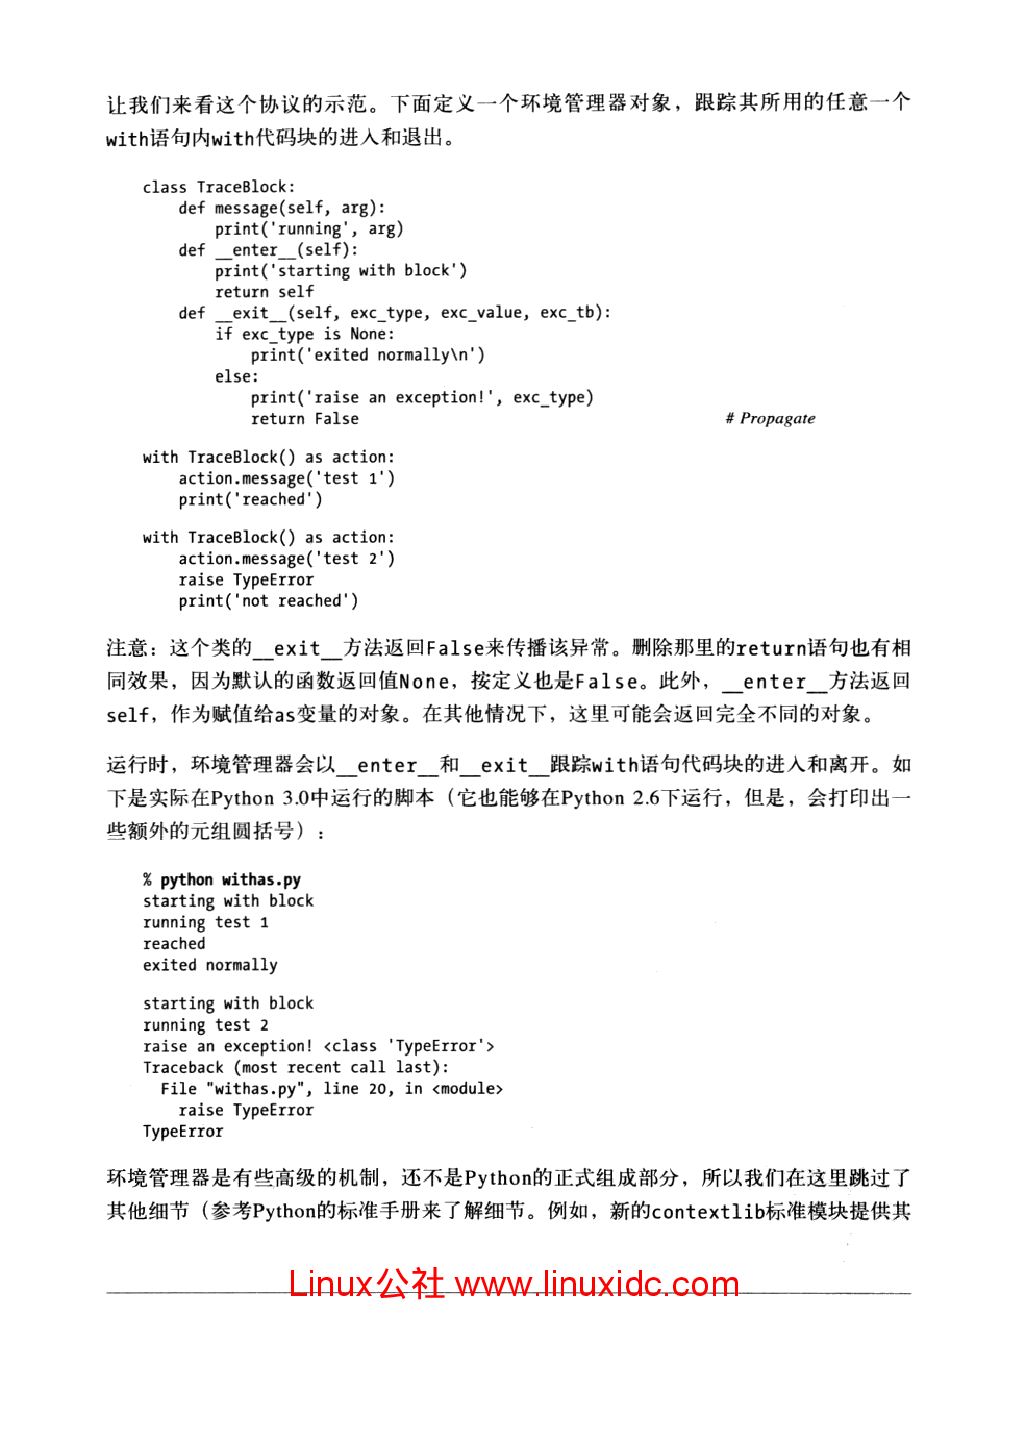 让我们来看这个协议的示范。下面定义一个环境管理器对象，跟踪其所用的任意一个
with语句内with代码块的进入和退出。
class TraceBlock:
    def message(self, arg):
        print('running', arg)
    def __enter__(self):
        print('starting with block')
        return self
    def __exit__(self, exc_type, exc_value, exc_tb):
        if exc_type is None:
            print('exited normally\n')
        else:
            print('raise an exception!', exc_type)
            return False # Propagate
with TraceBlock() as action:
    action.message('test 1')
    print('reached')
with TraceBlock() as action:
    action.message('test 2')
    raise TypeError
    print('not reached')
注意：这个类的__exit__方法返回False来传播该异常。删除那里的return语句也有相
同效果，因为默认的函数返回值None，按定义也是False。此外，__enter__方法返回
self，作为赋值给as变量的对象。在其他情况下，这里可能会返回完全不同的对象。
运行时，环境管理器会以__enter__和__exit__跟踪with语句代码块的进入和离开。如
下是实际在Python 3.0中运行的脚本（它也能够在Python 2.6下运行，但是，会打印出一
些额外的元组圆括号）：
% python withas.py
starting with block
running test 1
reached
exited normally
starting with block
running test 2
raise an exception! <class 'TypeError'>
Traceback (most recent call last):
  File "withas.py", line 20, in <module>
    raise TypeError
TypeError
环境管理器是有些高级的机制，还不是Python的正式组成部分，所以我们在这里跳过了
其他细节（参考Python的标准手册来了解细节。例如，新的contextlib标准模块提供其
Linux公社 www.linuxidc.com